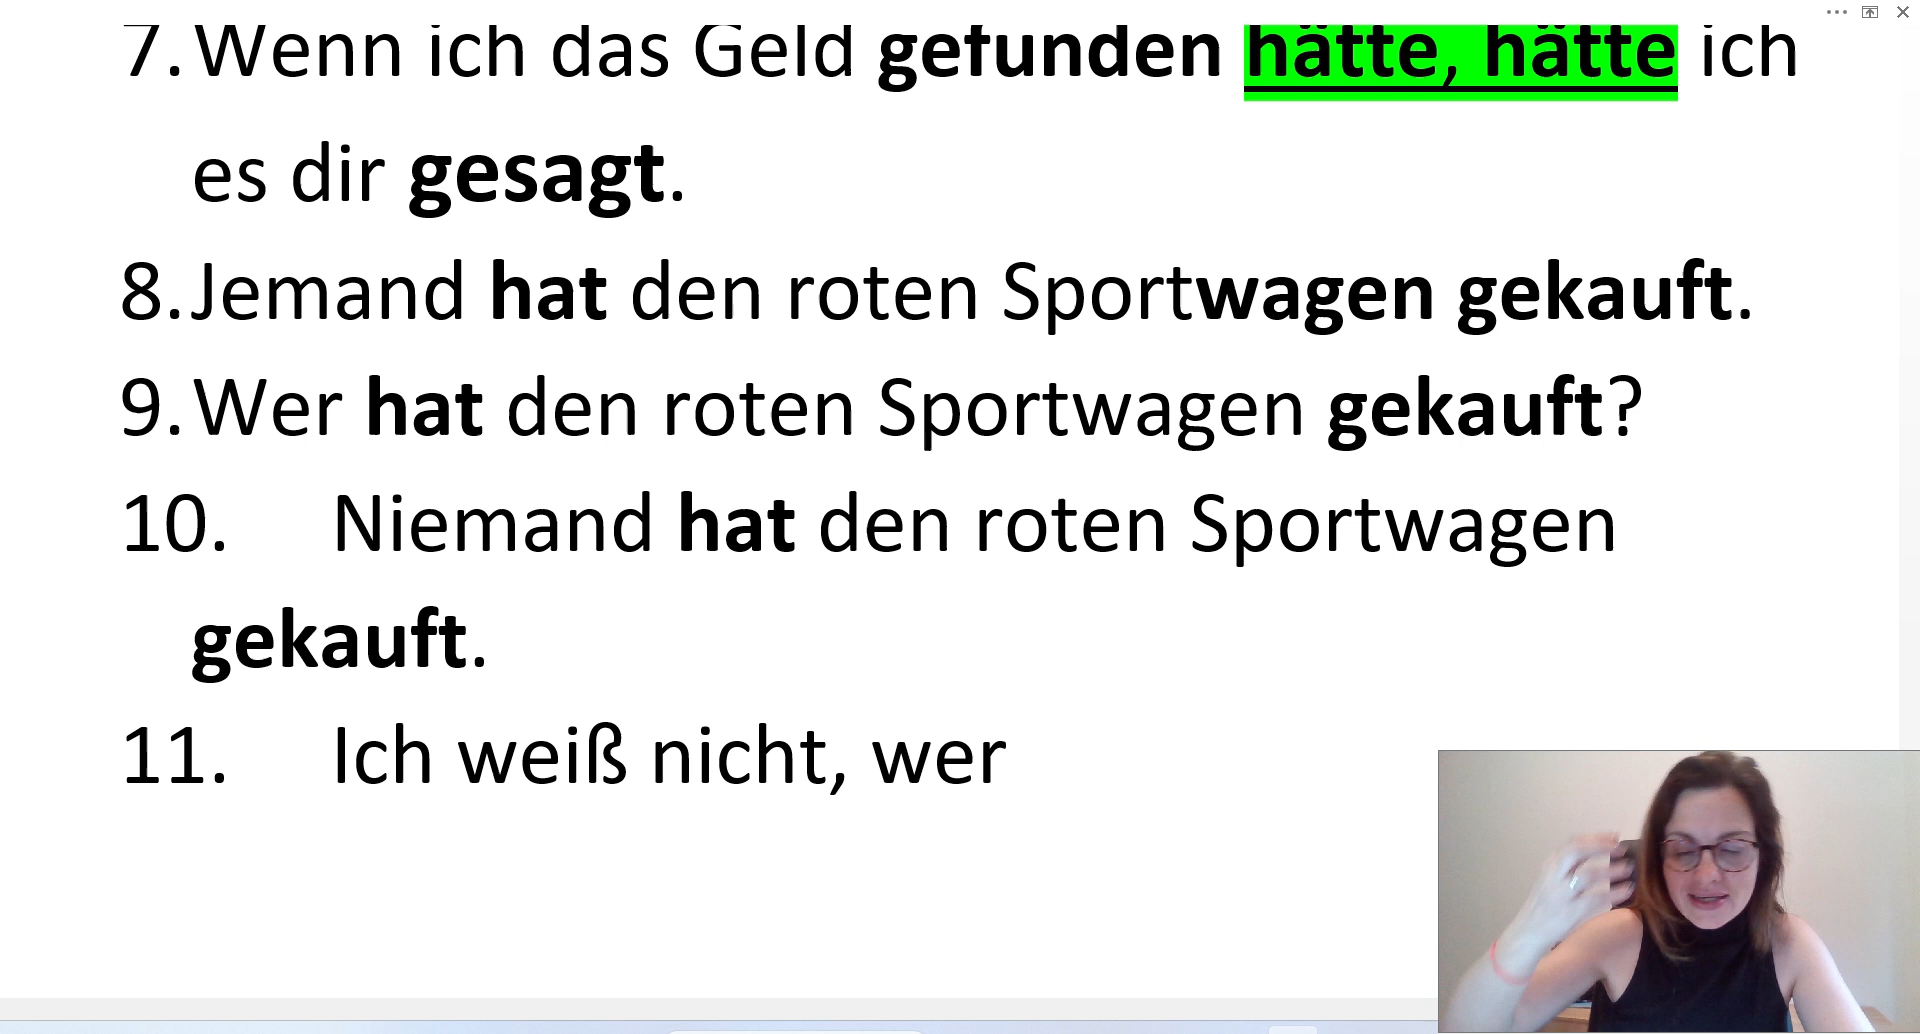 7. Wenn ich das Geld gefunden hätte, hätte ich
es dir gesagt.
8. Jemand hat den roten Sportwagen gekauft.
9. Wer hat den roten Sportwagen gekauft?
10. Niemand hat den roten Sportwagen
gekauft.
11. Ich weiß nicht, wer